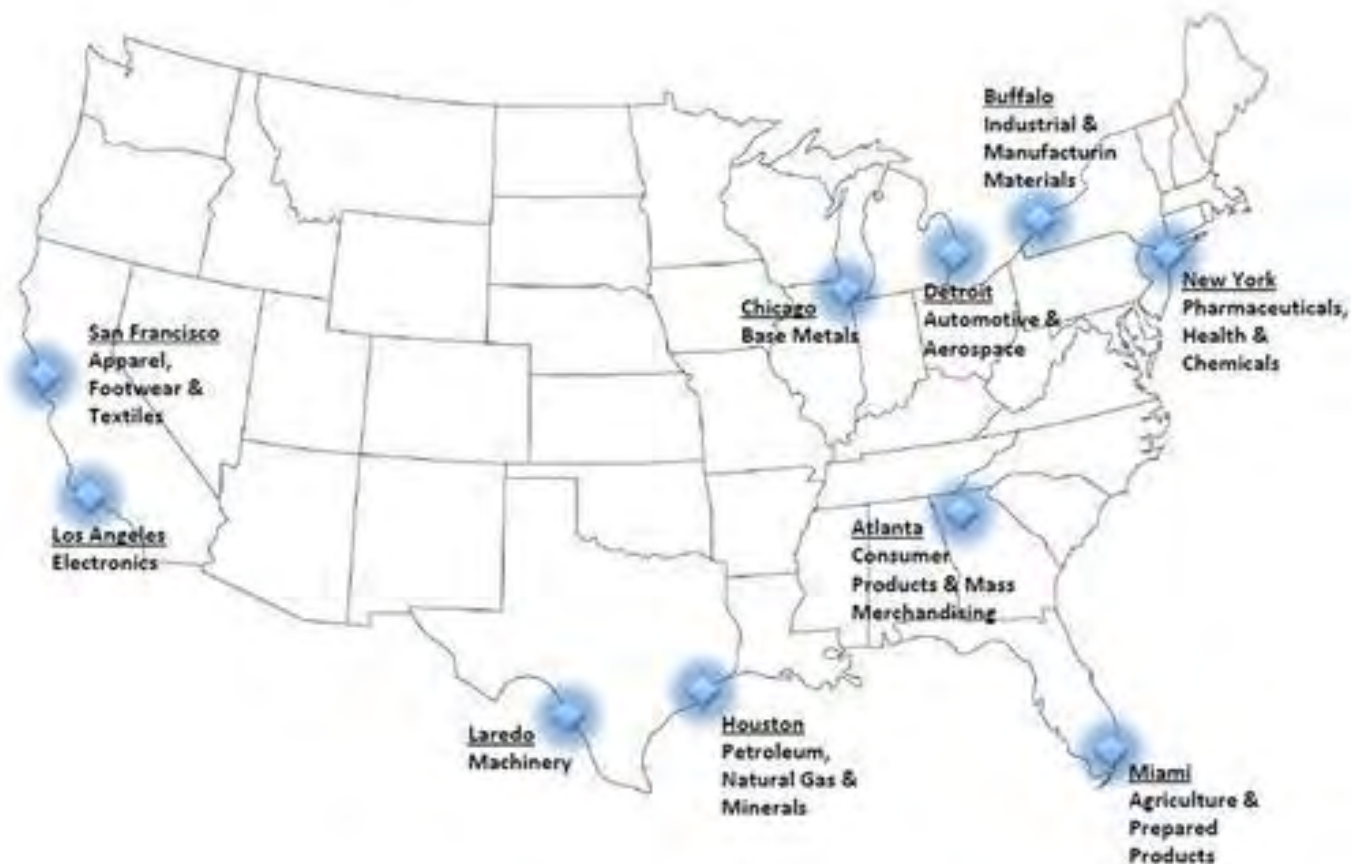 Buffalo
Industrial &
Manufacturin
Materials
New York
Pharmaceuticals,
Health &
Chemicals
Detroit
Automotive &
Aerospace
Chicago
Base Metals
San Francisco
Apparel,
Footwear &
Textiles
Los Angeles
Electronics
Atlanta
Consumer
Products & Mass
Merchandising
Laredo
Machinery
Houston
Petroleum,
Natural Gas &
Minerals
Miami
Agriculture &
Prepared
Products